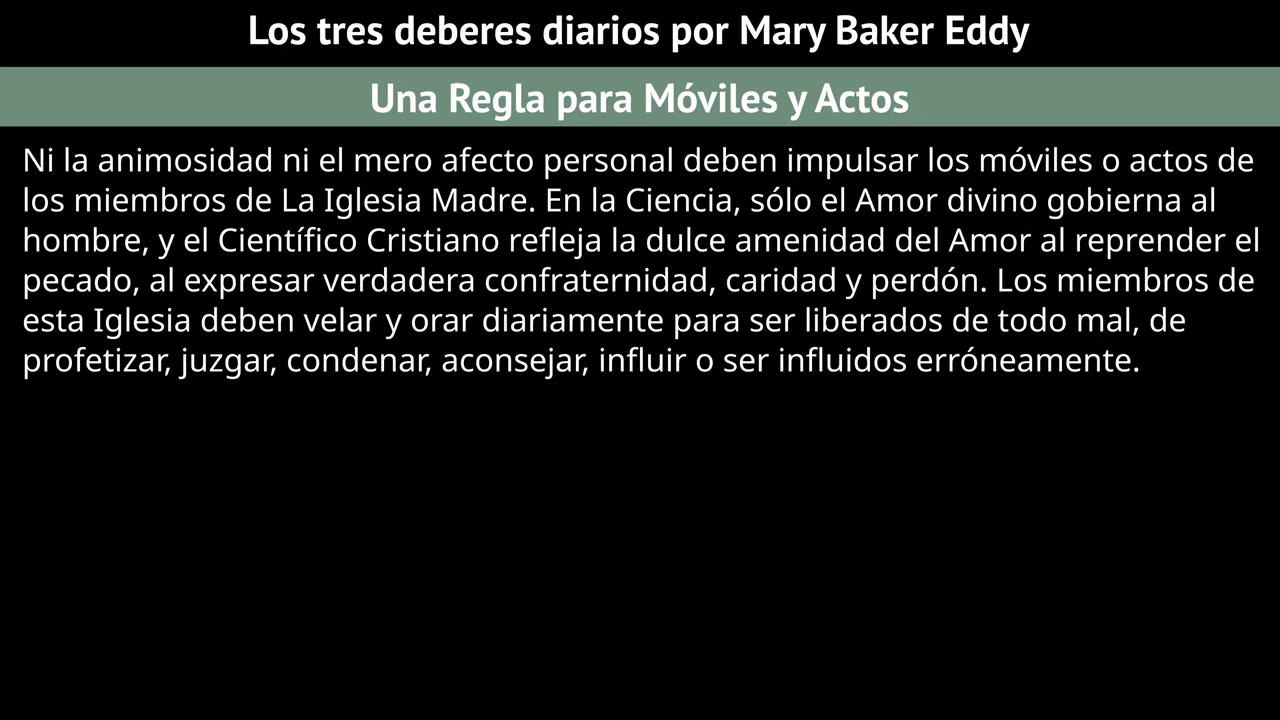 Los tres deberes diarios por Mary Baker Eddy
Una Regla para Móviles y Actos
Ni la animosidad ni el mero afecto personal deben impulsar los móviles o actos de
los miembros de La Iglesia Madre. En la Ciencia, sólo el Amor divino gobierna al
hombre, y el Científico Cristiano refleja la dulce amenidad del Amor al reprender el
pecado, al expresar verdadera confraternidad, caridad y perdón. Los miembros de
esta Iglesia deben velar y orar diariamente para ser liberados de todo mal, de
profetizar, juzgar, condenar, aconsejar, influir o ser influidos erróneamente.